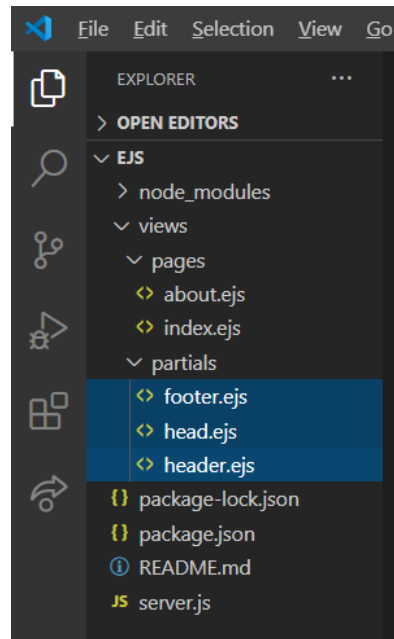 File Edit Selection View Go
EXPLORER ...
> OPEN EDITORS
EJS
node_modules
views
pages
<> about.ejs
<> index.ejs
partials
<> footer.ejs
<> head.ejs
<> header.ejs
{} package-lock.json
{} package.json
README.md
JS server.js